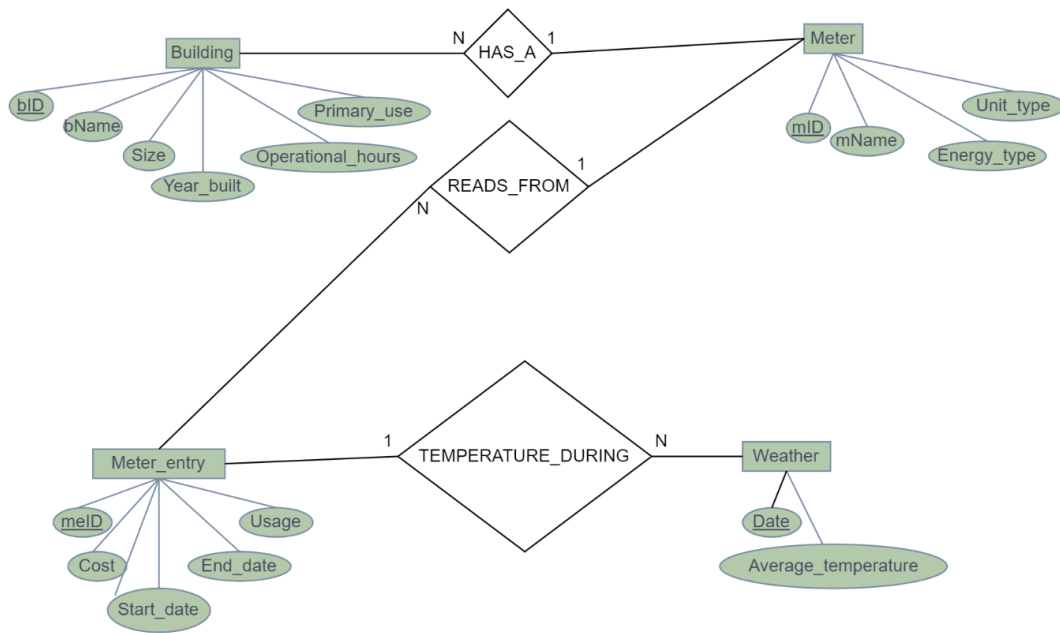 N
1
HAS_A
Building
Meter
bID
bName
Size
Year_built
Operational_hours
Primary_use
mID
mName
Energy_type
Unit_type
1
READS_FROM
N
1
TEMPERATURE_DURING
N
Meter_entry
Weather
meID
Cost
Start_date
End_date
Usage
Date
Average_temperature